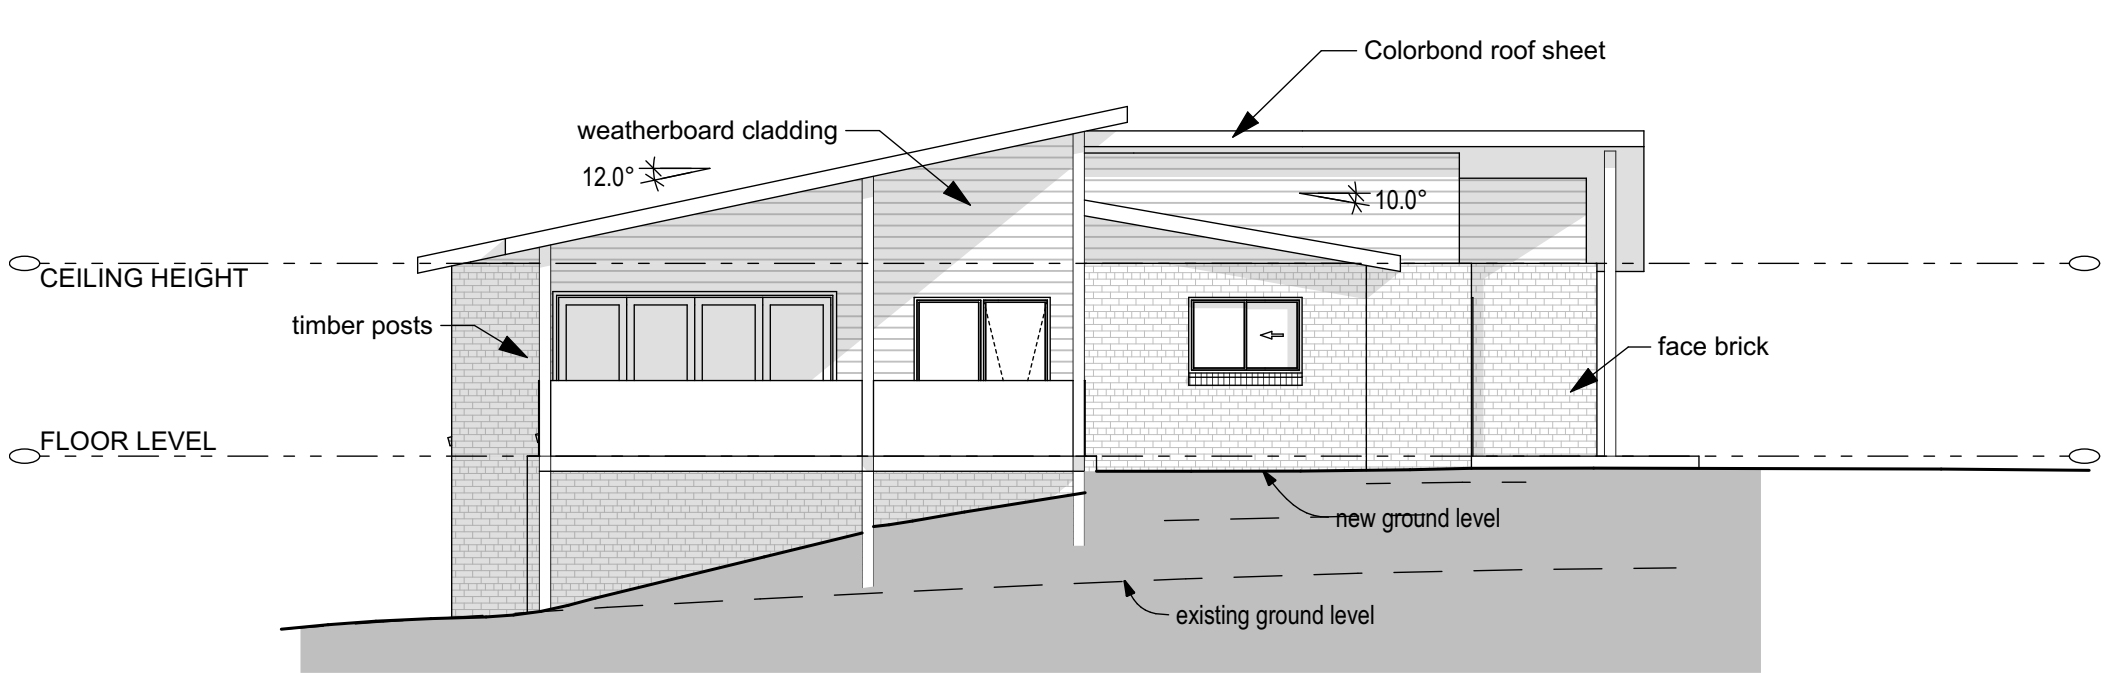 Colorbond roof sheet
weatherboard cladding
12.0°
10.0°
CEILING HEIGHT
timber posts
face brick
FLOOR LEVEL
new ground level
existing ground level